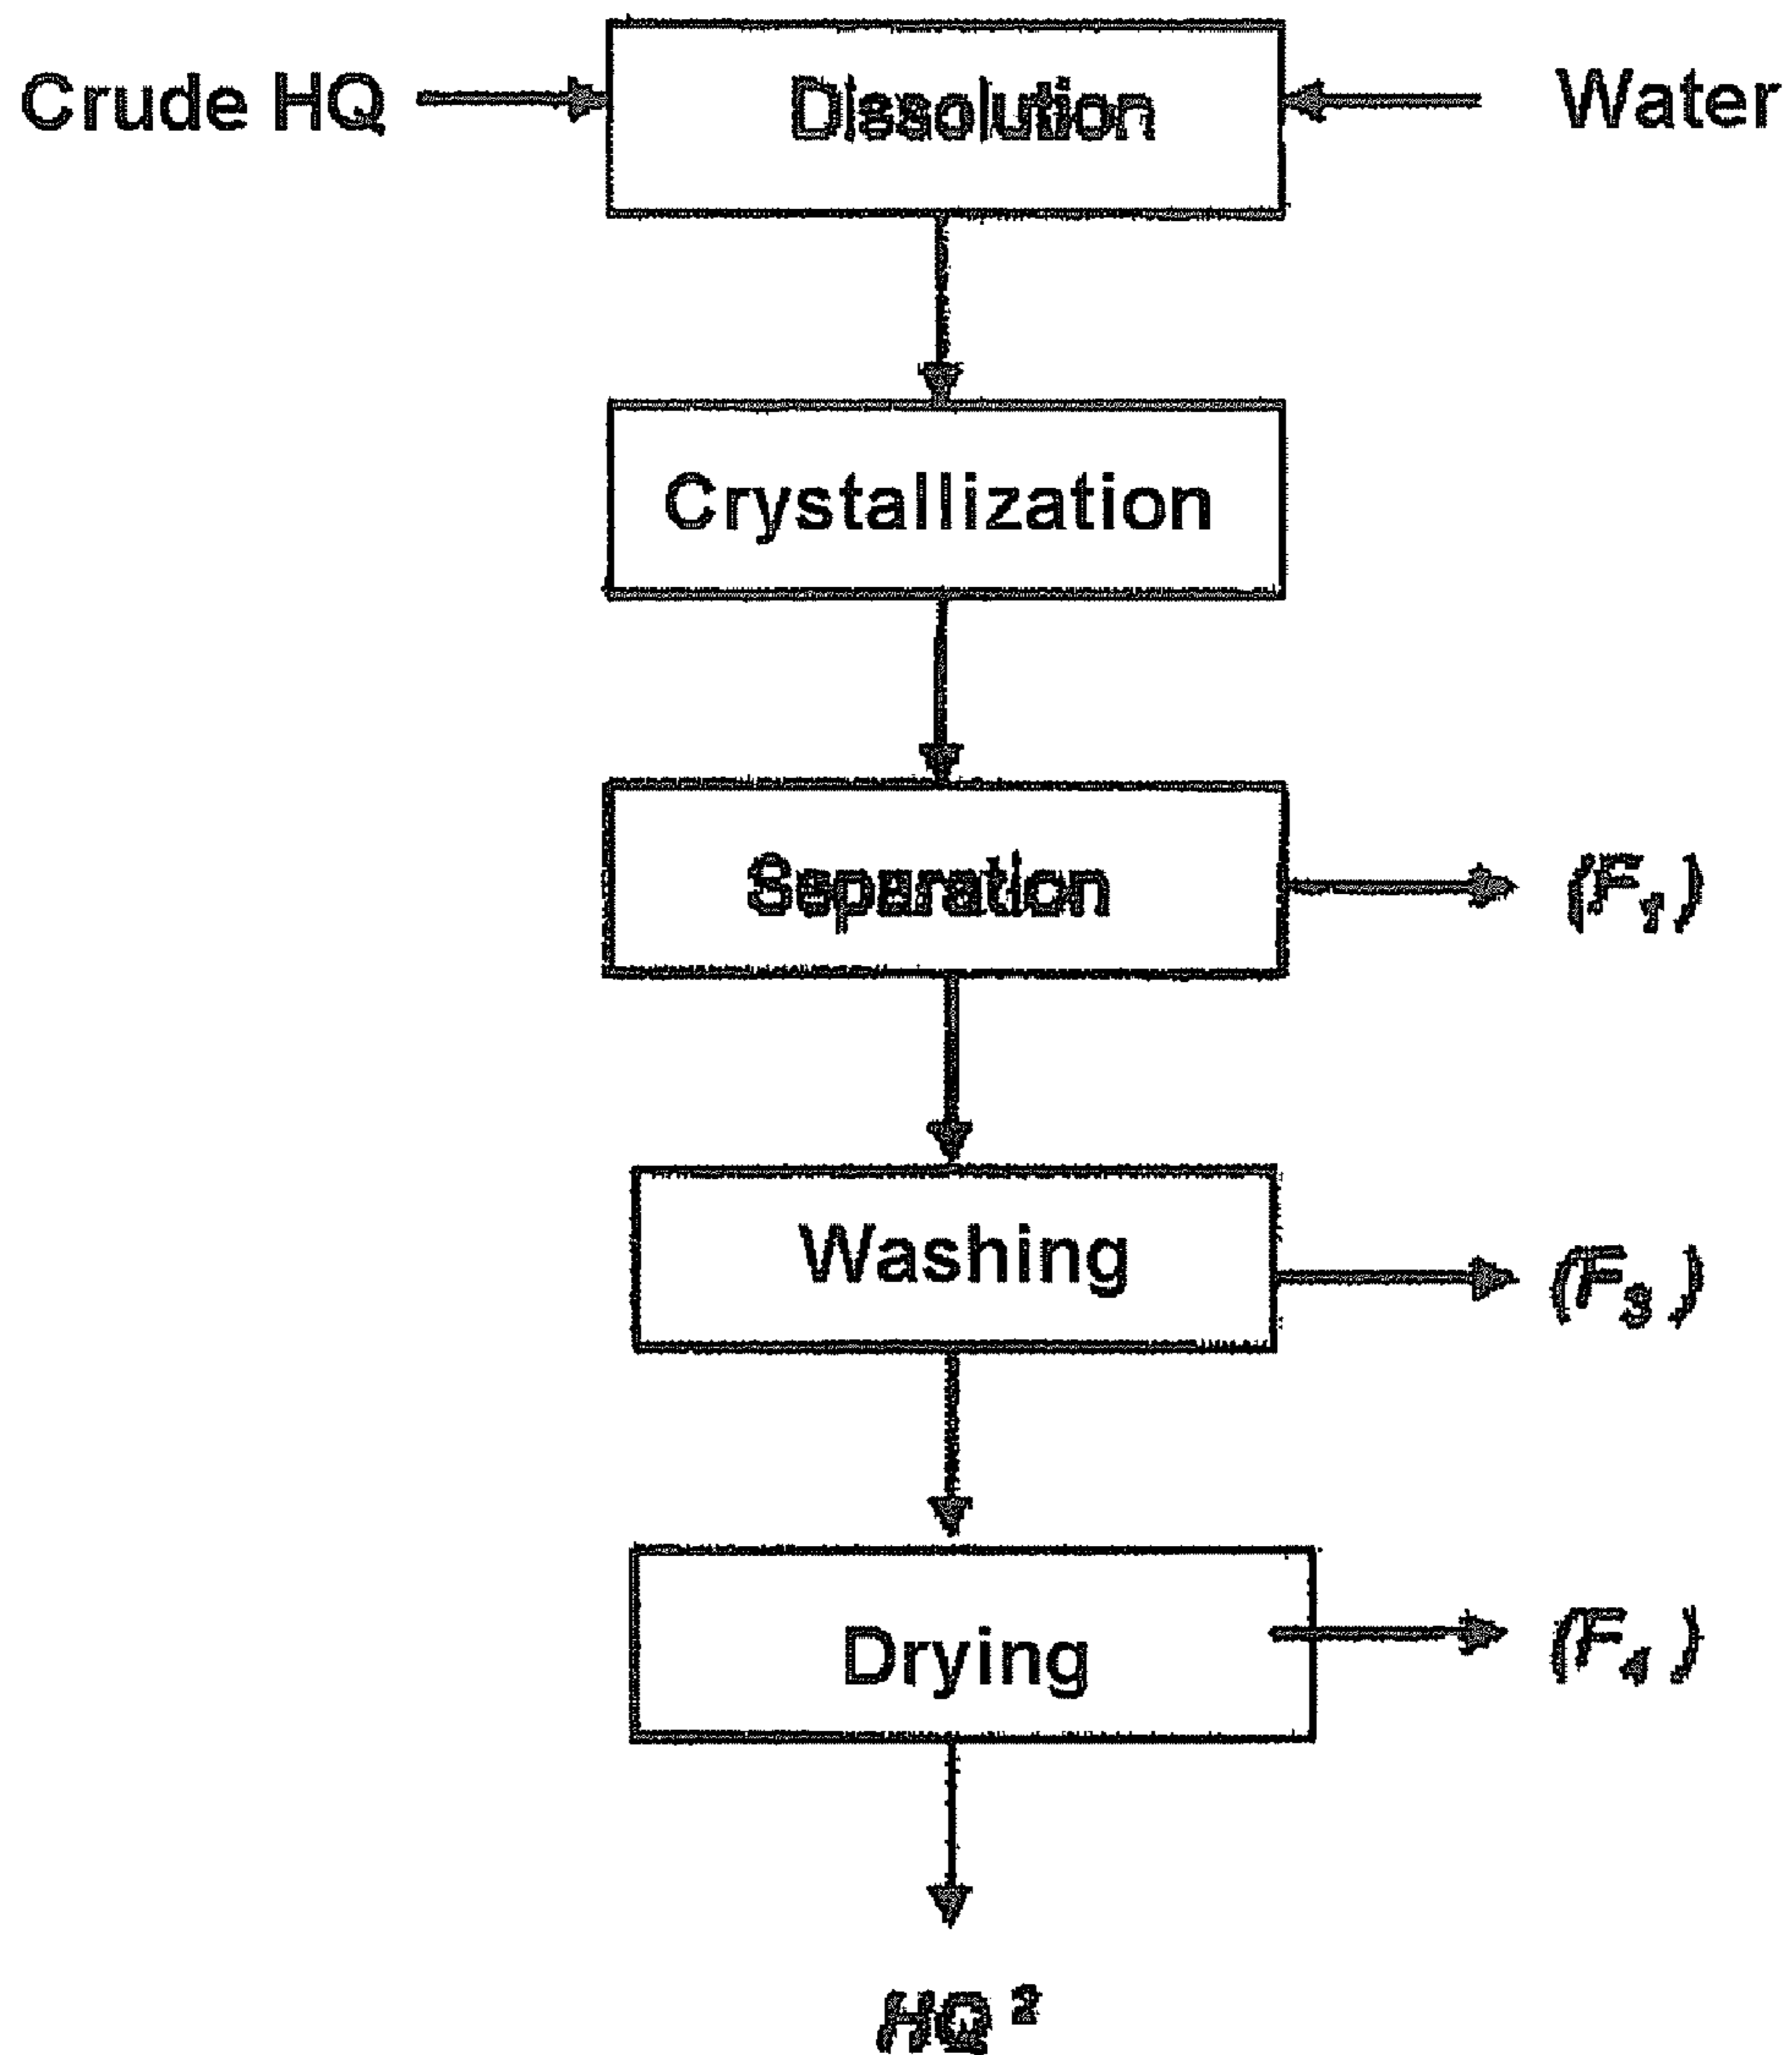 Crude HQ Dissolution Water
Crystallization
Separation (F1)
Washing (F3)
Drying (F4)
HQ 2